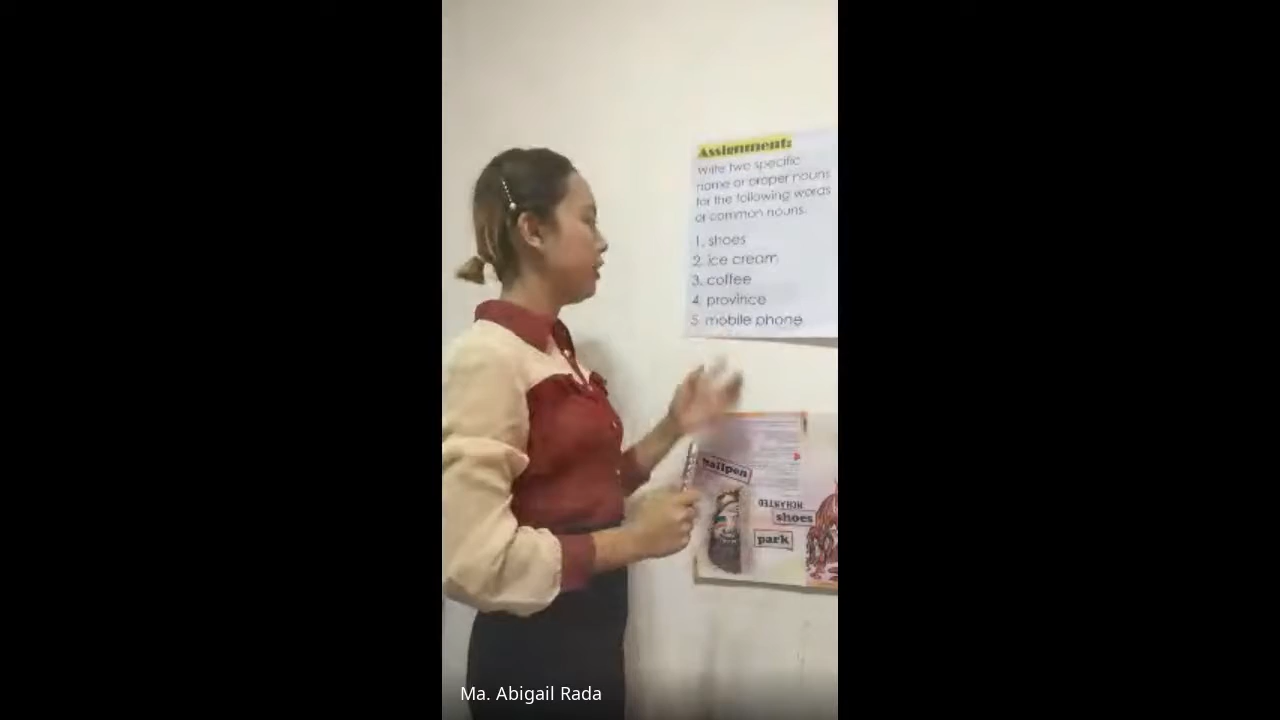 Assignment:
Write two specific
name or proper nouns
for the following words
or common nouns.
1. shoes
2. ice cream
3. coffee
4. province
5. mobile phone
ballpen
shoes
park
Ma. Abigail Rada